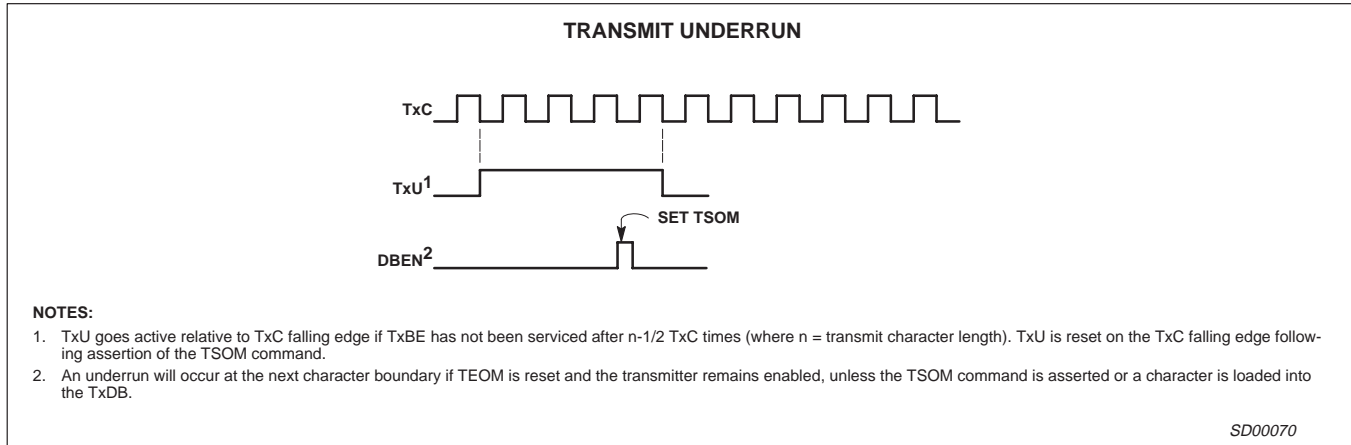 TRANSMIT UNDERRUN
TxC
TxU1
SET TSOM
DBEN2
NOTES:
1. TxU goes active relative to TxC falling edge if TxBE has not been serviced after n-1/2 TxC times (where n = transmit character length). TxU is reset on the TxC falling edge follow-
ing assertion of the TSOM command.
2. An underrun will occur at the next character boundary if TEOM is reset and the transmitter remains enabled, unless the TSOM command is asserted or a character is loaded into
the TxDB.
SD00070